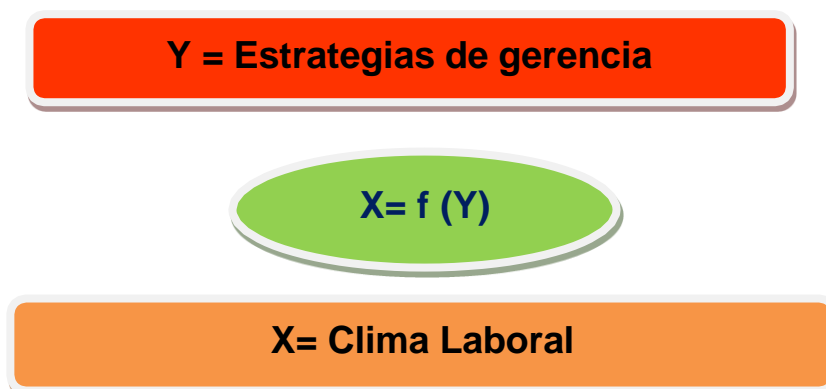 Y = Estrategias de gerencia
X= f (Y)
X= Clima Laboral